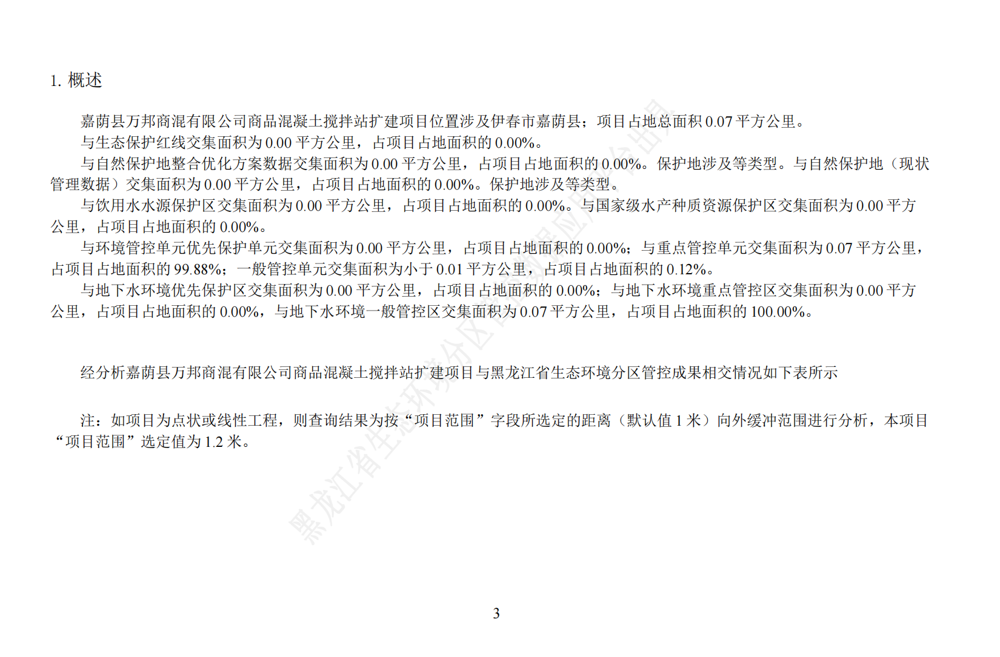 1. 概述
嘉荫县万邦商混有限公司商品混凝土搅拌站扩建项目位置涉及伊春市嘉荫县；项目占地总面积 0.07 平方公里。
与生态保护红线交集面积为 0.00 平方公里，占项目占地面积的 0.00%。
与自然保护地整合优化方案数据交集面积为 0.00 平方公里，占项目占地面积的 0.00%。保护地涉及等类型。与自然保护地（现状
管理数据）交集面积为 0.00 平方公里，占项目占地面积的 0.00%。保护地涉及等类型。
与饮用水水源保护区交集面积为 0.00 平方公里，占项目占地面积的 0.00%。与国家级水产种质资源保护区交集面积为 0.00 平方
公里，占项目占地面积的 0.00%。
与环境管控单元优先保护单元交集面积为 0.00 平方公里，占项目占地面积的 0.00%；与重点管控单元交集面积为 0.07 平方公里，
占项目占地面积的 99.88%；一般管控单元交集面积为小于 0.01 平方公里，占项目占地面积的 0.12%。
与地下水环境优先保护区交集面积为 0.00 平方公里，占项目占地面积的 0.00%；与地下水环境重点管控区交集面积为 0.00 平方
公里，占项目占地面积的 0.00%，与地下水环境一般管控区交集面积为 0.07 平方公里，占项目占地面积的 100.00%。
经分析嘉荫县万邦商混有限公司商品混凝土搅拌站扩建项目与黑龙江省生态环境分区管控成果相交情况如下表所示
注：如项目为点状或线性工程，则查询结果为按“项目范围”字段所选定的距离（默认值 1 米）向外缓冲范围进行分析，本项目
“项目范围”选定值为 1.2 米。
黑龙江省生态环境分区管控数据应用平台出具
3